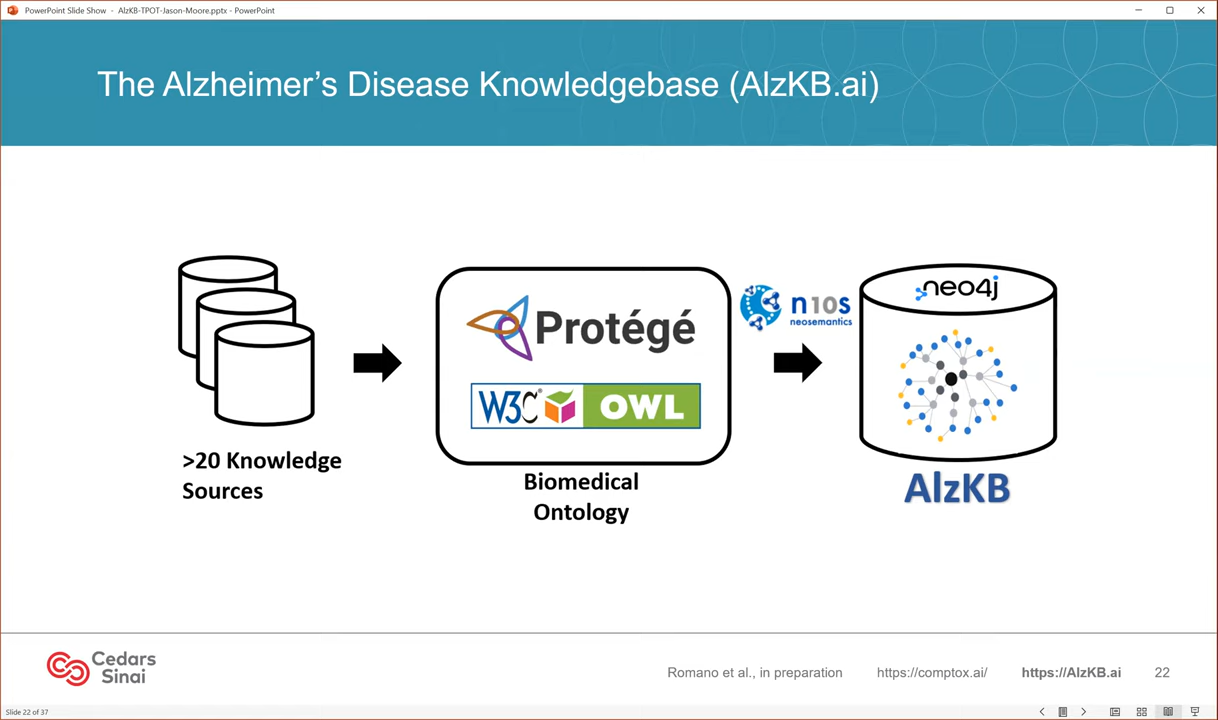 PowerPoint Slide Show - AlzKB-TPOT-Jason-Moore.pptx - PowerPoint
The Alzheimer's Disease Knowledgebase (AlzKB.ai)
>20 Knowledge
Sources
Protégé
W3C® OWL
Biomedical
Ontology
n10s
neosemantics
neo4j
AlzKB
Cedars
Sinai
Romano et al., in preparation
https://comptox.ai/
https://AlzKB.ai
22
Slide 22 of 37